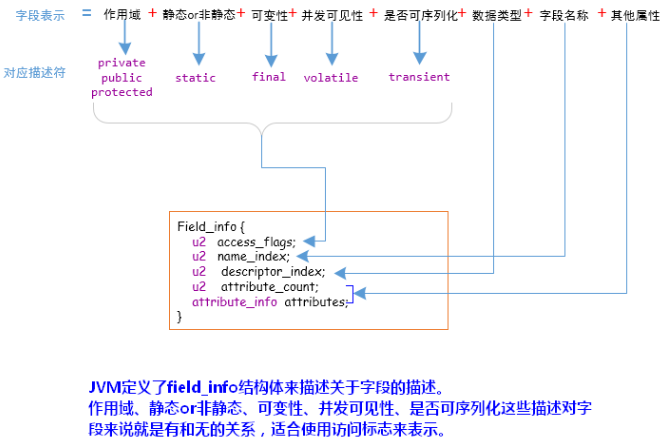 字段表示 = 作用域 + 静态or非静态 + 可变性 + 并发可见性 + 是否可序列化 + 数据类型 + 字段名称 + 其他属性
对应描述符
private
public
protected
static
final
volatile
transient
Field_info {
u2 access_flags;
u2 name_index;
u2 descriptor_index;
u2 attribute_count;
attribute_info attributes;
}
JVM定义了field_info结构体来描述关于字段的描述。
作用域、静态or非静态、可变性、并发可见性、是否可序列化这些描述对字
段来说就是有和无的关系，适合使用访问标志来表示。